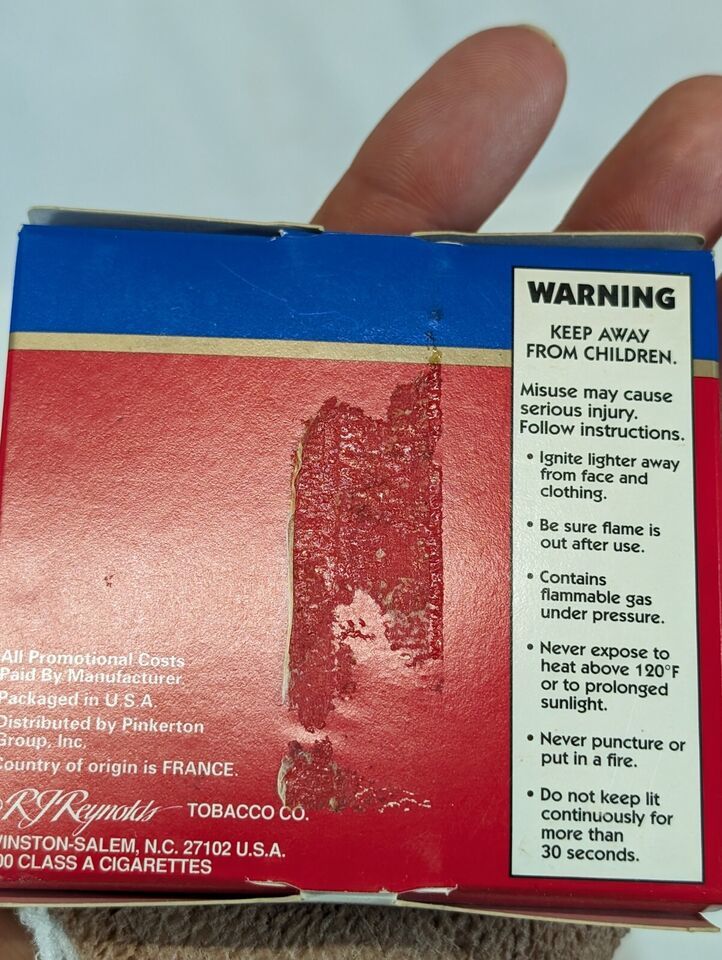 WARNING
KEEP AWAY
FROM CHILDREN.
Misuse may cause
serious injury.
Follow instructions.
• Ignite lighter away
from face and
clothing.
• Be sure flame is
out after use.
• Contains
flammable gas
under pressure.
• Never expose to
heat above 120°F
or to prolonged
sunlight.
• Never puncture or
put in a fire.
• Do not keep lit
continuously for
more than
30 seconds.
All Promotional Costs
Paid By Manufacturer
Packaged in U S A
Distributed by Pinkerton
Group, Inc.
Country of origin is FRANCE.
RJReynolds TOBACCO CO.
WINSTON-SALEM, N.C. 27102 U.S.A.
00 CLASS A CIGARETTES